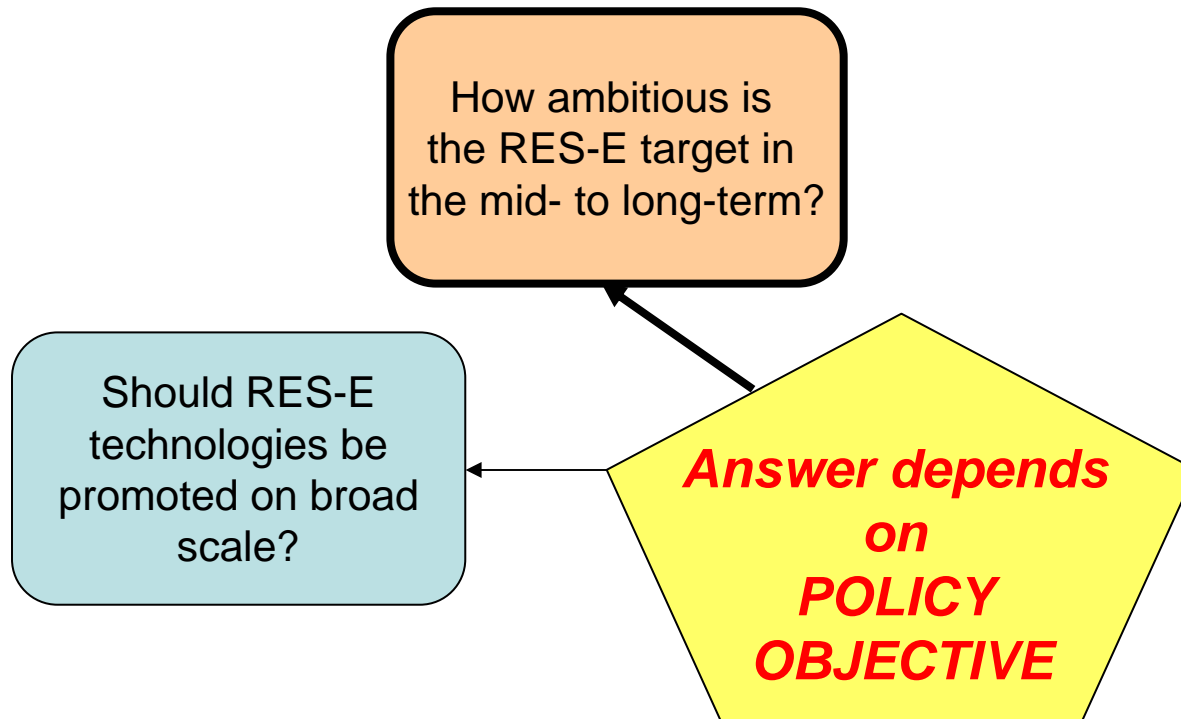 How ambitious is
the RES-E target in
the mid- to long-term?
Should RES-E
technologies be
promoted on broad
scale?
Answer depends
on
POLICY
OBJECTIVE